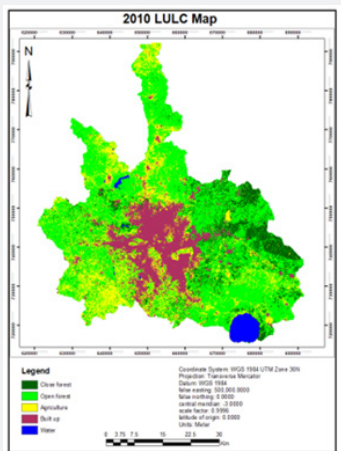 2010 LULC Map
N
Legend
Close forest
Open forest
Agriculture
Built up
Water
Coordinate System: WGS 1984 UTM Zone 30N
Projection: Transverse Mercator
Datum: WGS 1984
false easting: 500,000.0000
false northing: 0.0000
central meridian: -3.0000
scale factor: 0.9996
latitude of origin: 0.0000
Units: Meter
0 3.75 7.5 15 22.5 30
Km